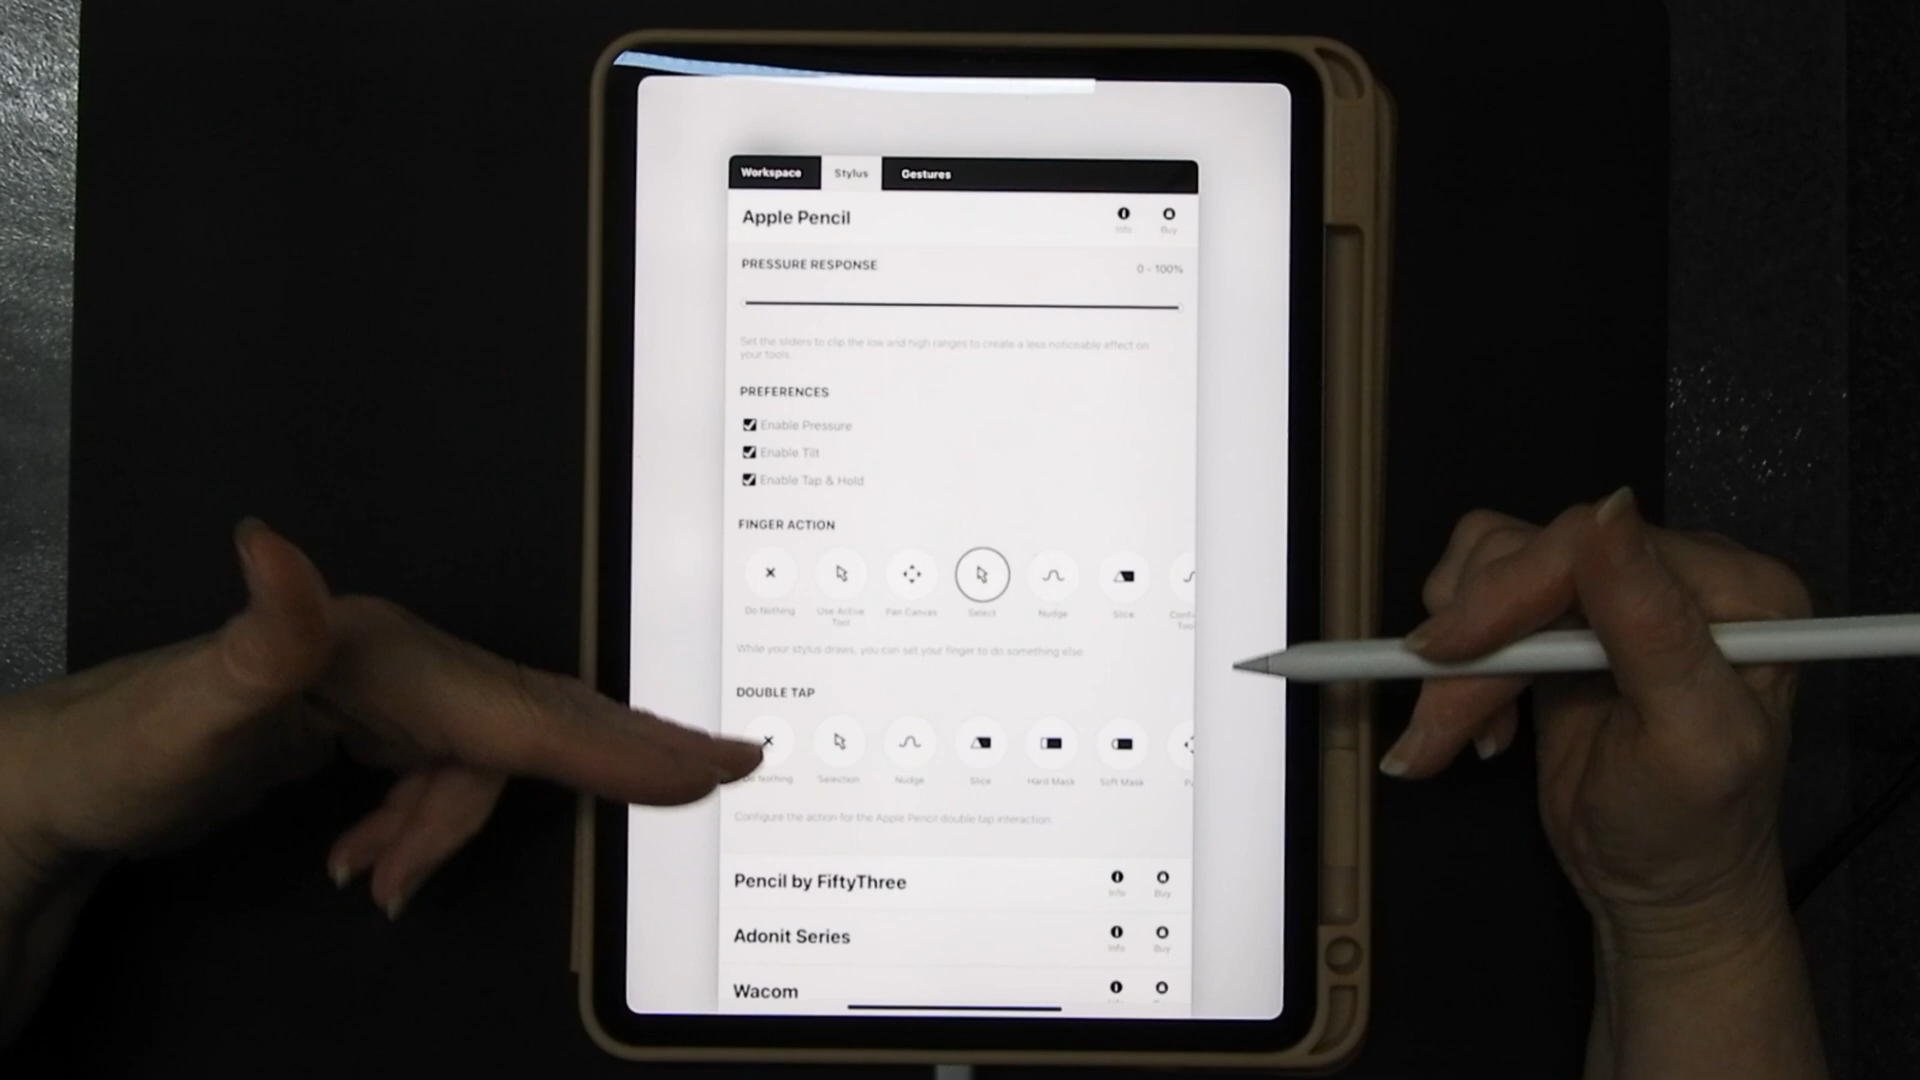 Workspace Stylus Gestures
Apple Pencil
Info Buy
PRESSURE RESPONSE 0 - 100%
Set the sliders to clip the low and high ranges to create a less noticeable effect on
your tools.
PREFERENCES
Enable Pressure
Enable Tilt
Enable Tap & Hold
FINGER ACTION
Do Nothing Use Active Pan Canvas Select Nudge Slice
Tool
While your stylus draws, you can set your finger to do something else
DOUBLE TAP
Do Nothing Selection Nudge Slice Hard Mask Soft Mask
Configure the action for the Apple Pencil double tap interaction.
Pencil by FiftyThree
Info Buy
Adonit Series
Info Buy
Wacom